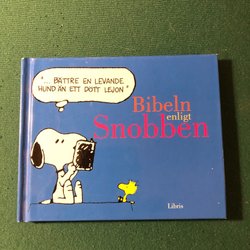 "... BÄTTRE EN LEVANDE
HUND ÄN ETT DÖTT LEJON"
Bibeln
enligt
Snobben
Libris